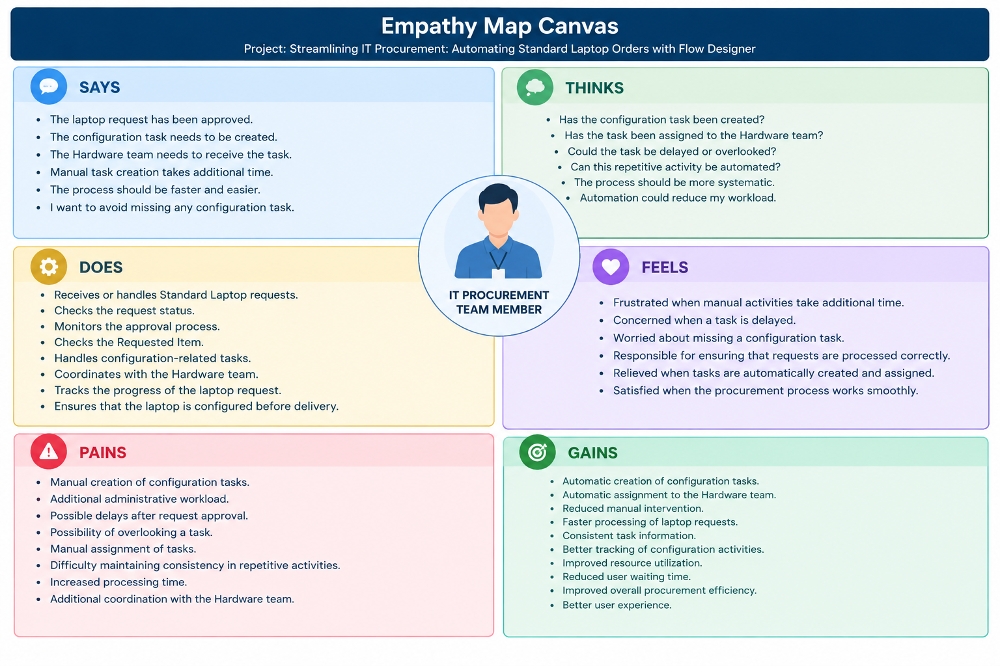 Empathy Map Canvas
Project: Streamlining IT Procurement: Automating Standard Laptop Orders with Flow Designer
SAYS
• The laptop request has been approved.
• The configuration task needs to be created.
• The Hardware team needs to receive the task.
• Manual task creation takes additional time.
• The process should be faster and easier.
• I want to avoid missing any configuration task.
THINKS
• Has the configuration task been created?
• Has the task been assigned to the Hardware team?
• Could the task be delayed or overlooked?
• Can this repetitive activity be automated?
• The process should be more systematic.
• Automation could reduce my workload.
IT PROCUREMENT
TEAM MEMBER
DOES
• Receives or handles Standard Laptop requests.
• Checks the request status.
• Monitors the approval process.
• Checks the Requested Item.
• Handles configuration-related tasks.
• Coordinates with the Hardware team.
• Tracks the progress of the laptop request.
• Ensures that the laptop is configured before delivery.
FEELS
• Frustrated when manual activities take additional time.
• Concerned when a task is delayed.
• Worried about missing a configuration task.
• Responsible for ensuring that requests are processed correctly.
• Relieved when tasks are automatically created and assigned.
• Satisfied when the procurement process works smoothly.
PAINS
• Manual creation of configuration tasks.
• Additional administrative workload.
• Possible delays after request approval.
• Possibility of overlooking a task.
• Manual assignment of tasks.
• Difficulty maintaining consistency in repetitive activities.
• Increased processing time.
• Additional coordination with the Hardware team.
GAINS
• Automatic creation of configuration tasks.
• Automatic assignment to the Hardware team.
• Reduced manual intervention.
• Faster processing of laptop requests.
• Consistent task information.
• Better tracking of configuration activities.
• Improved resource utilization.
• Reduced user waiting time.
• Improved overall procurement efficiency.
• Better user experience.